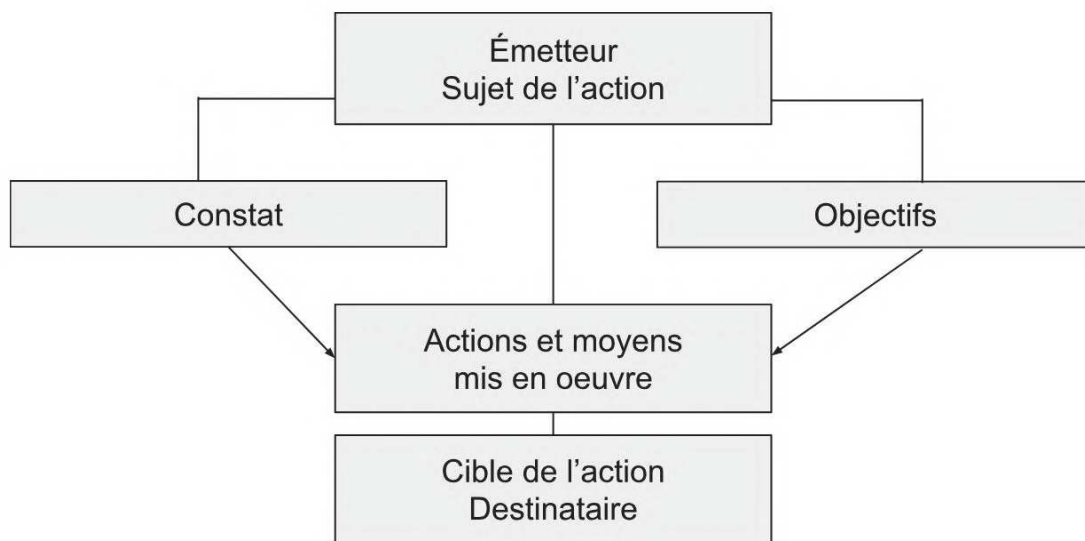 Émetteur
Sujet de l’action
Constat
Objectifs
Actions et moyens
mis en oeuvre
Cible de l’action
Destinataire